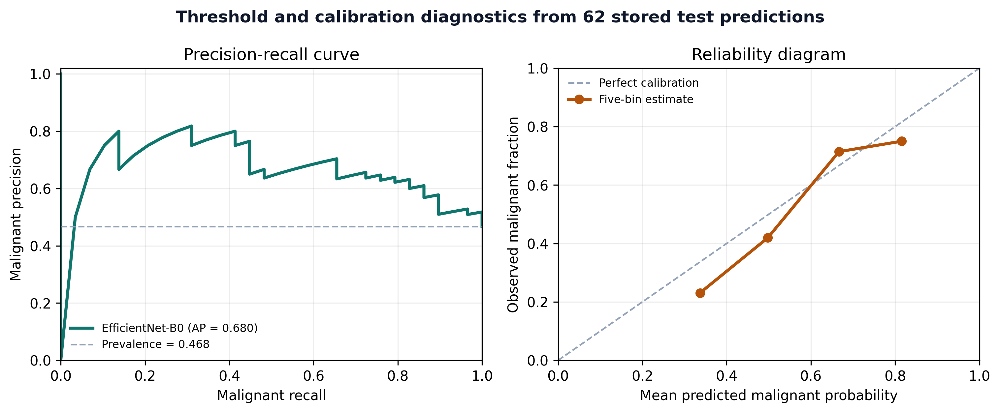 Threshold and calibration diagnostics from 62 stored test predictions
Precision-recall curve
1.0
0.8
0.6
0.4
0.2
0.0
Malignant precision
EfficientNet-B0 (AP = 0.680)
Prevalence = 0.468
0.0 0.2 0.4 0.6 0.8 1.0
Malignant recall
Reliability diagram
1.0
0.8
0.6
0.4
0.2
0.0
Observed malignant fraction
Perfect calibration
Five-bin estimate
0.0 0.2 0.4 0.6 0.8 1.0
Mean predicted malignant probability